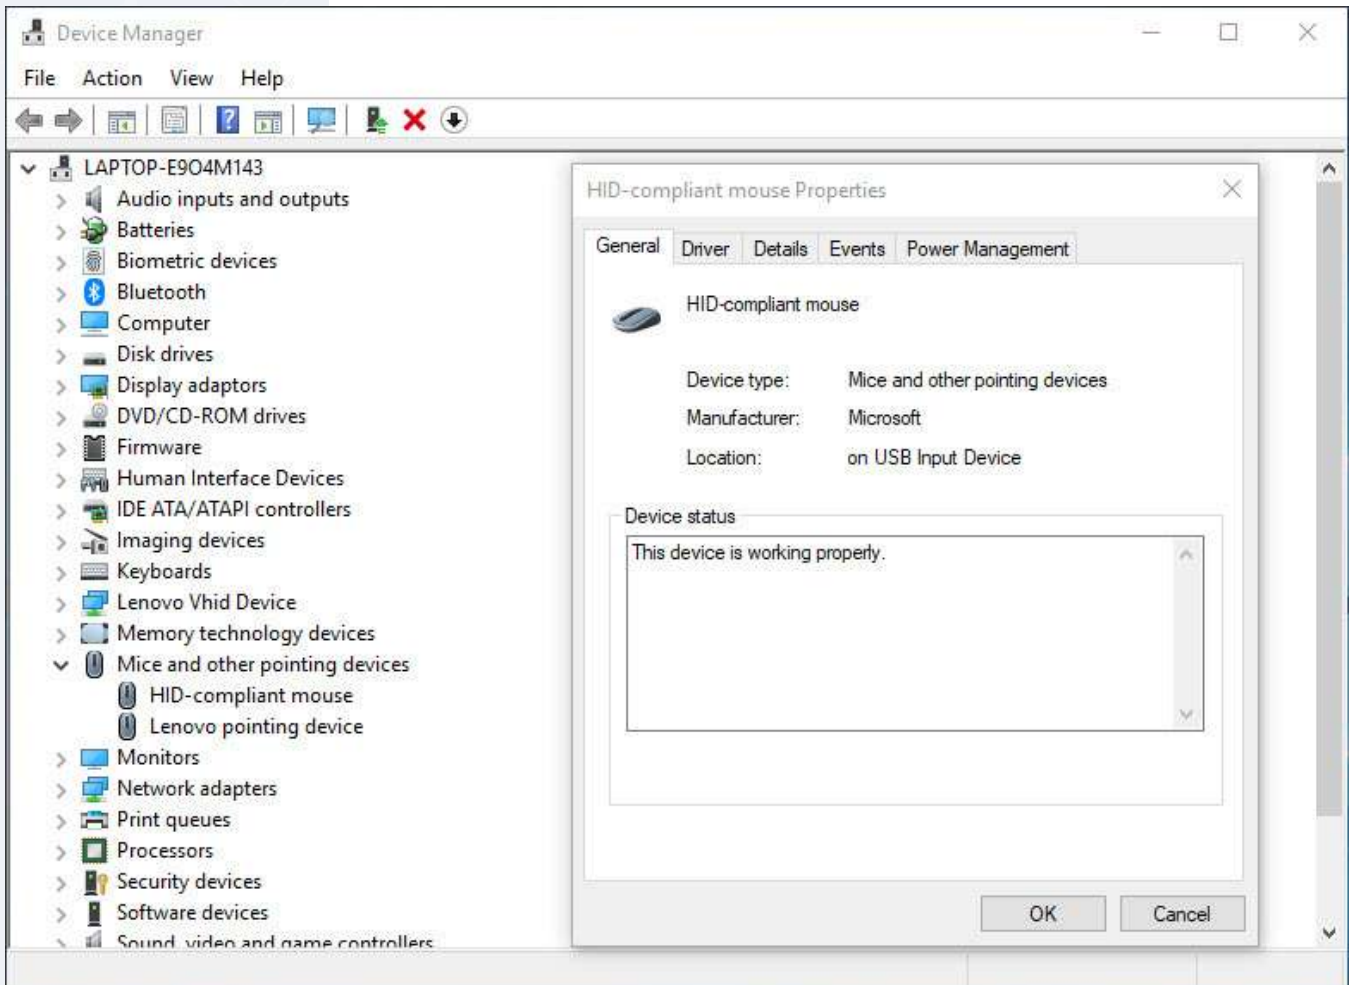 Device Manager
File Action View Help
LAPTOP-E9O4M143
Audio inputs and outputs
Batteries
Biometric devices
Bluetooth
Computer
Disk drives
Display adaptors
DVD/CD-ROM drives
Firmware
Human Interface Devices
IDE ATA/ATAPI controllers
Imaging devices
Keyboards
Lenovo Vhid Device
Memory technology devices
Mice and other pointing devices
HID-compliant mouse
Lenovo pointing device
Monitors
Network adapters
Print queues
Processors
Security devices
Software devices
Sound, video and game controllers
HID-compliant mouse Properties
General Driver Details Events Power Management
HID-compliant mouse
Device type: Mice and other pointing devices
Manufacturer: Microsoft
Location: on USB Input Device
Device status
This device is working properly.
OK Cancel